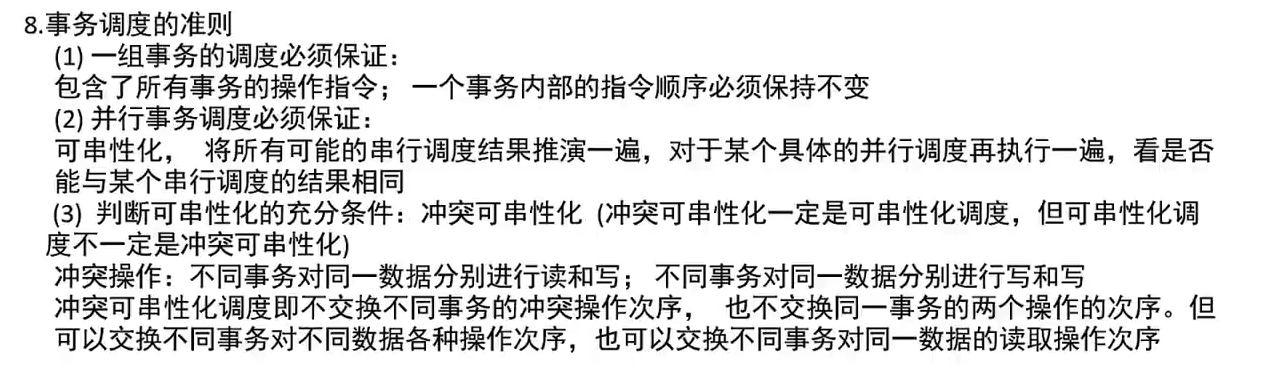 8.事务调度的准则
(1) 一组事务的调度必须保证：
包含了所有事务的操作指令； 一个事务内部的指令顺序必须保持不变
(2) 并行事务调度必须保证：
可串性化， 将所有可能的串行调度结果推演一遍，对于某个具体的并行调度再执行一遍，看是否
能与某个串行调度的结果相同
(3) 判断可串性化的充分条件：冲突可串性化 (冲突可串性化一定是可串性化调度，但可串性化调
度不一定是冲突可串性化)
冲突操作：不同事务对同一数据分别进行读和写； 不同事务对同一数据分别进行写和写
冲突可串性化调度即不交换不同事务的冲突操作次序， 也不交换同一事务的两个操作的次序。但
可以交换不同事务对不同数据各种操作次序，也可以交换不同事务对同一数据的读取操作次序